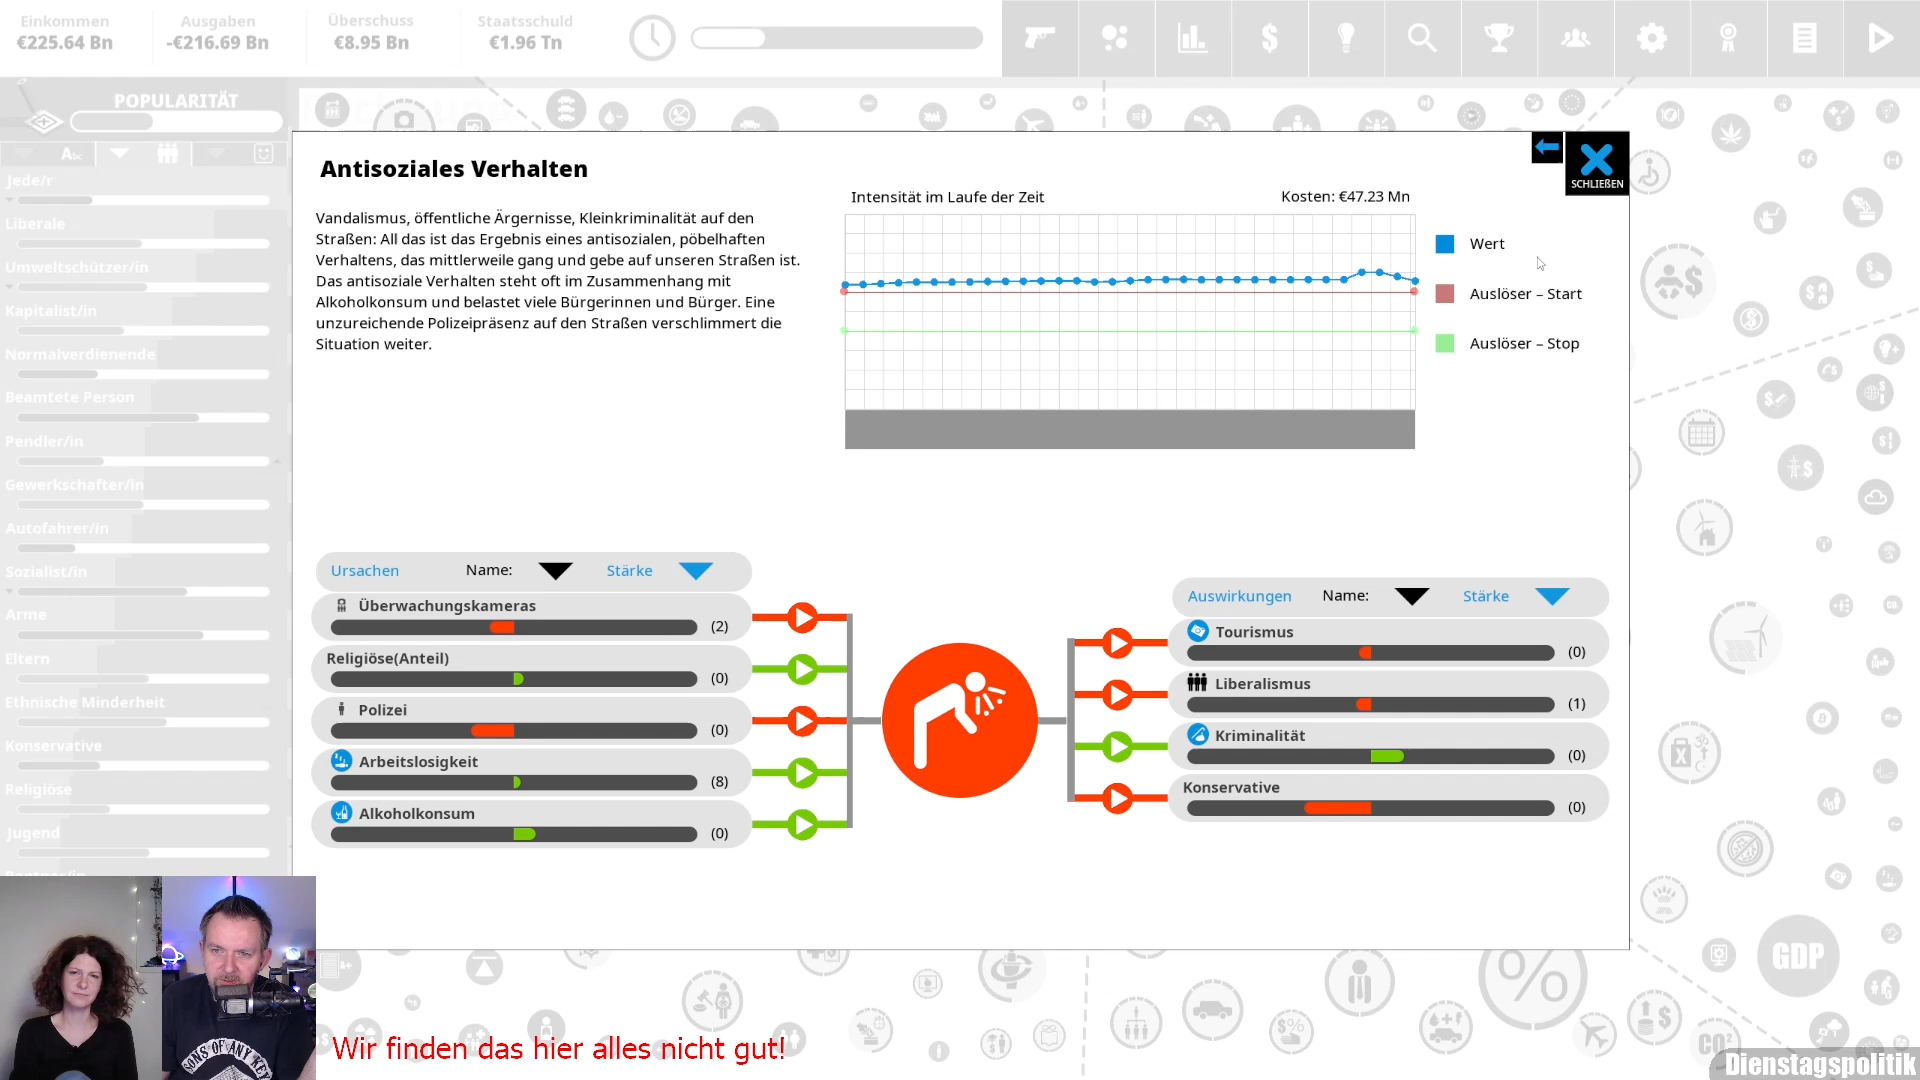 Einkommen
€225.64 Bn
Ausgaben
-€216.69 Bn
Überschuss
€8.95 Bn
Staatsschuld
€1.96 Tn
POPULARITÄT
Abc
Jede/r
Liberale
Umweltschützer/in
Kapitalist/in
Normalverdienende
Beamtete Person
Pendler/in
Gewerkschafter/in
Autofahrer/in
Sozialist/in
Arme
Eltern
Ethnische Minderheit
Konservative
Religiöse
Jugend
Antisoziales Verhalten
SCHLIEßEN
Vandalismus, öffentliche Ärgernisse, Kleinkriminalität auf den
Straßen: All das ist das Ergebnis eines antisozialen, pöbelhaften
Verhaltens, das mittlerweile gang und gebe auf unseren Straßen ist.
Das antisoziale Verhalten steht oft im Zusammenhang mit
Alkoholkonsum und belastet viele Bürgerinnen und Bürger. Eine
unzureichende Polizeipräsenz auf den Straßen verschlimmert die
Situation weiter.
Intensität im Laufe der Zeit Kosten: €47.23 Mn
Wert
Auslöser – Start
Auslöser – Stop
Ursachen Name: Stärke
Überwachungskameras
(2)
Religiöse(Anteil)
(0)
Polizei
(0)
Arbeitslosigkeit
(8)
Alkoholkonsum
(0)
Auswirkungen Name: Stärke
Tourismus
(0)
Liberalismus
(1)
Kriminalität
(0)
Konservative
(0)
GDP
CO²
SONS OF ANY KEY
Wir finden das hier alles nicht gut!
Dienstagspolitik